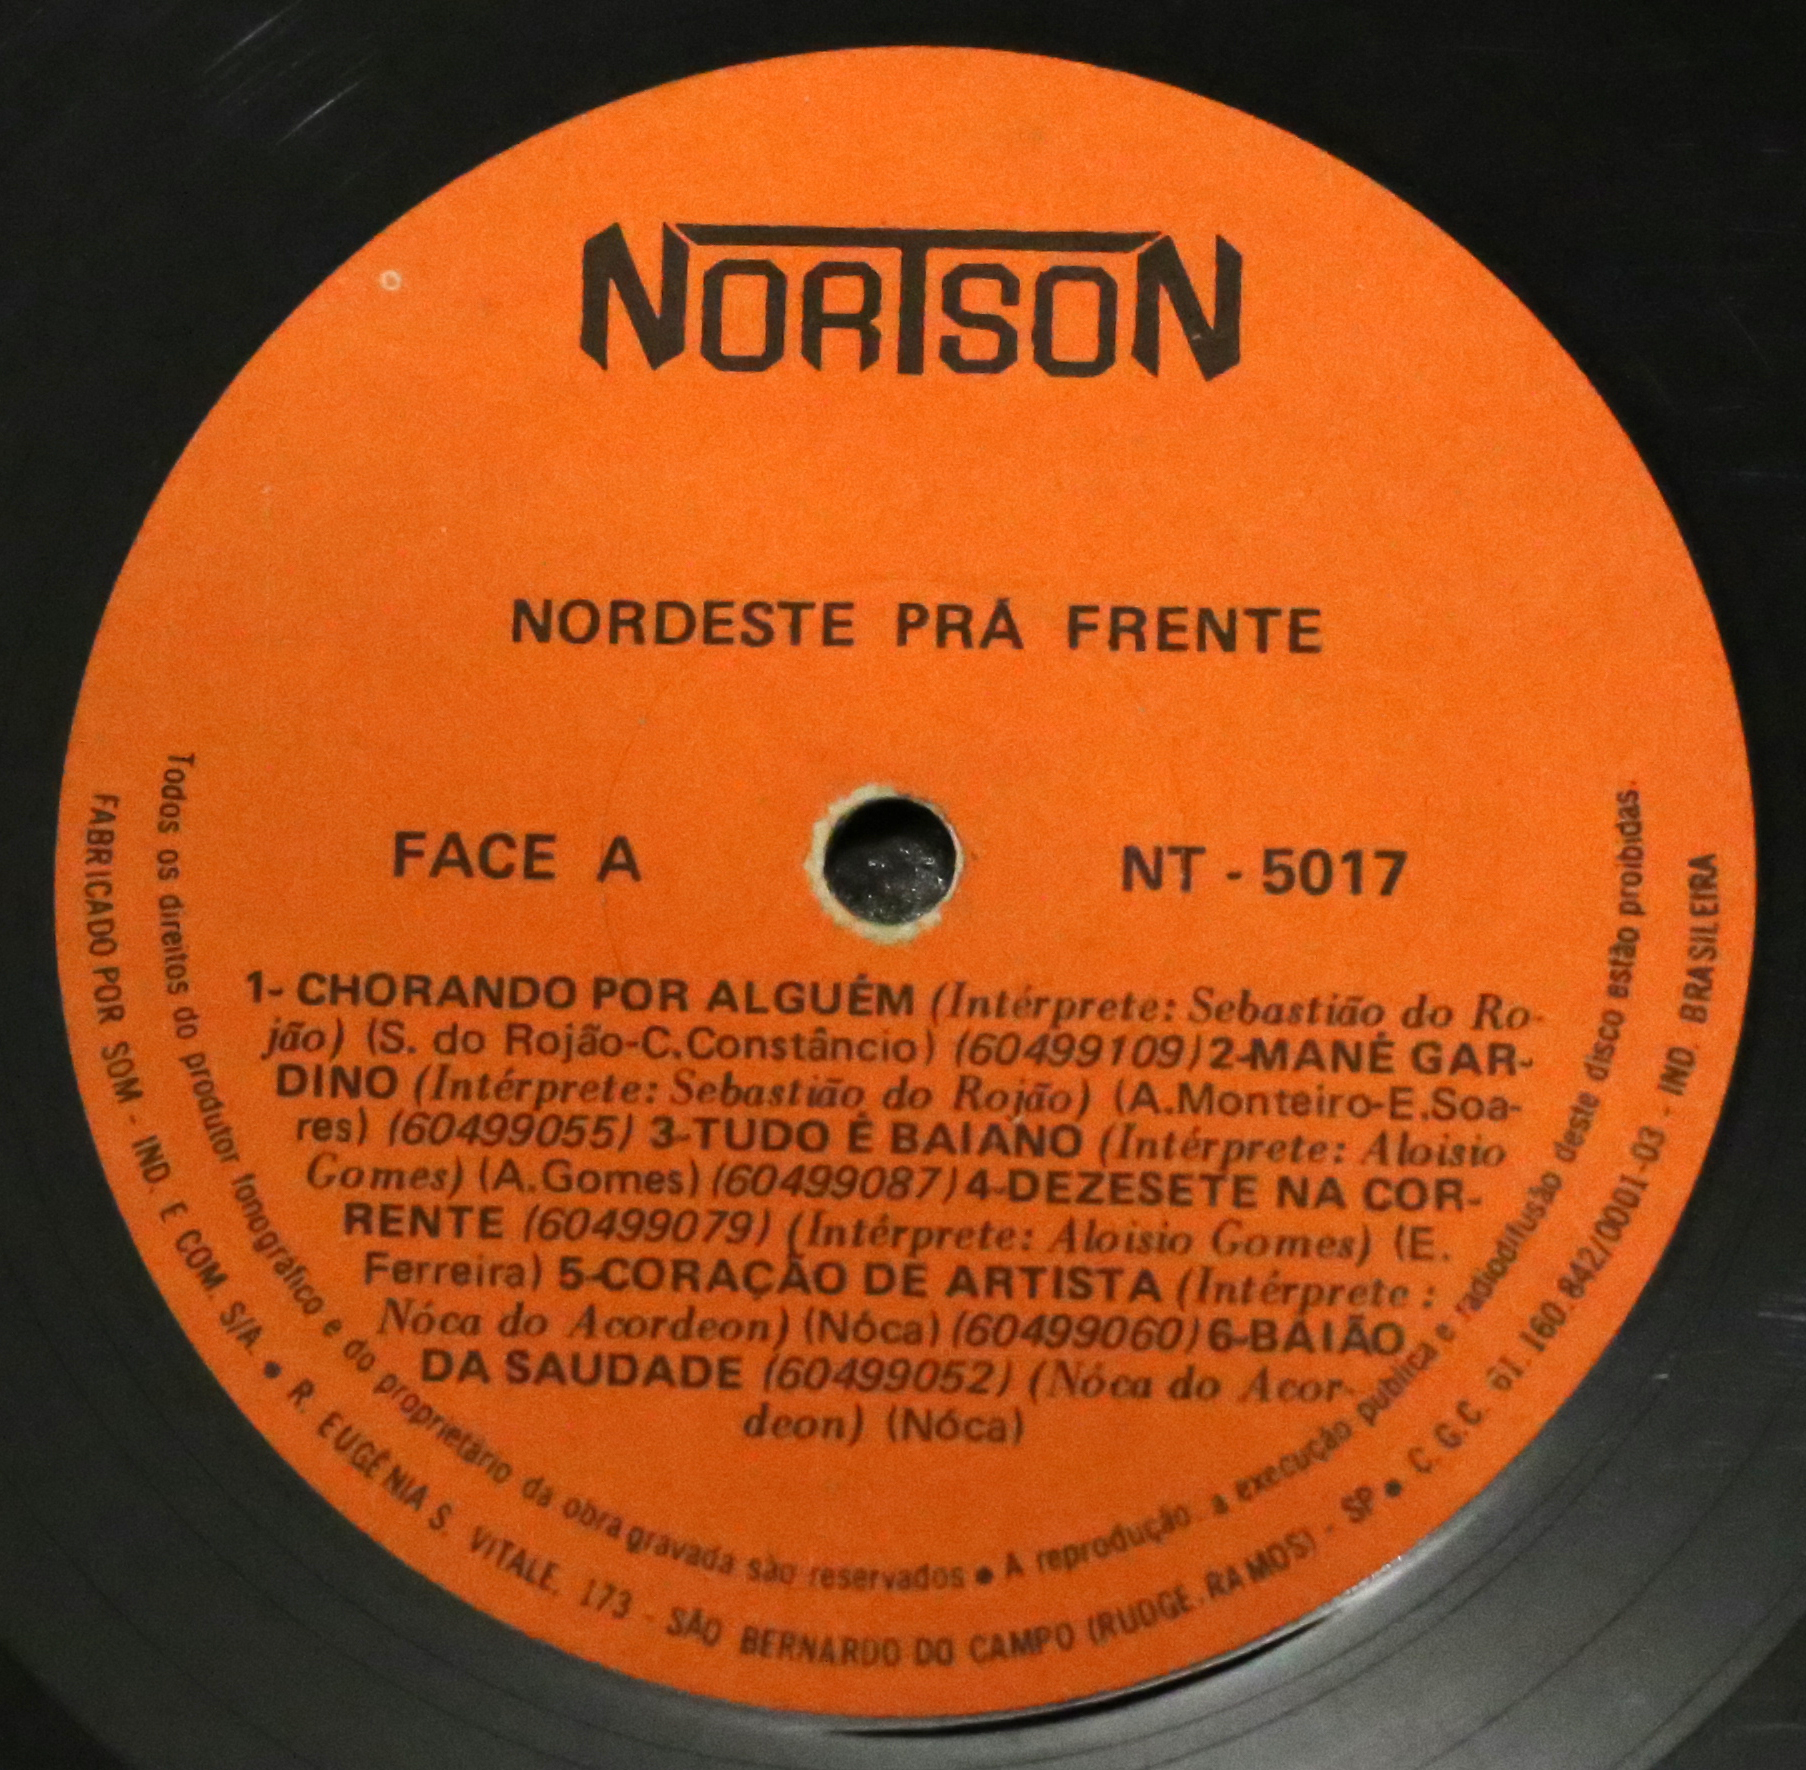 NORTSON
NORDESTE PRÁ FRENTE
FACE A
NT - 5017
1- CHORANDO POR ALGUÉM (Intérprete: Sebastião do Ro-
jão) (S. do Rojão-C.Constâncio) (60499109) 2-MANÉ GAR-
DINO (Intérprete: Sebastião do Rojão) (A.Monteiro-E.Soa-
res) (60499055) 3-TUDO É BAIANO (Intérprete: Aloisio
Gomes) (A.Gomes) (60499087) 4-DEZESETE NA COR-
RENTE (60499079) (Intérprete: Aloisio Gomes) (E.
Ferreira) 5-CORAÇÃO DE ARTISTA (Intérprete :
Nóca do Acordeon) (Nóca) (60499060) 6-BAIÃO
DA SAUDADE (60499052) (Nóca do Acor-
deon) (Nóca)
Todos os direitos do produtor fonográfico e do proprietário da obra gravada são reservados • A reprodução. a execução pública e radiodifusão deste disco estão proibidas.
FABRICADO POR SOM - IND. E COM. S/A. • R. EUGÊNIA S. VITALE, 173 - SÃO BERNARDO DO CAMPO (RUDGE RAMOS) - SP • C.G.C. 61.160.842/0001-03 - IND. BRASILEIRA